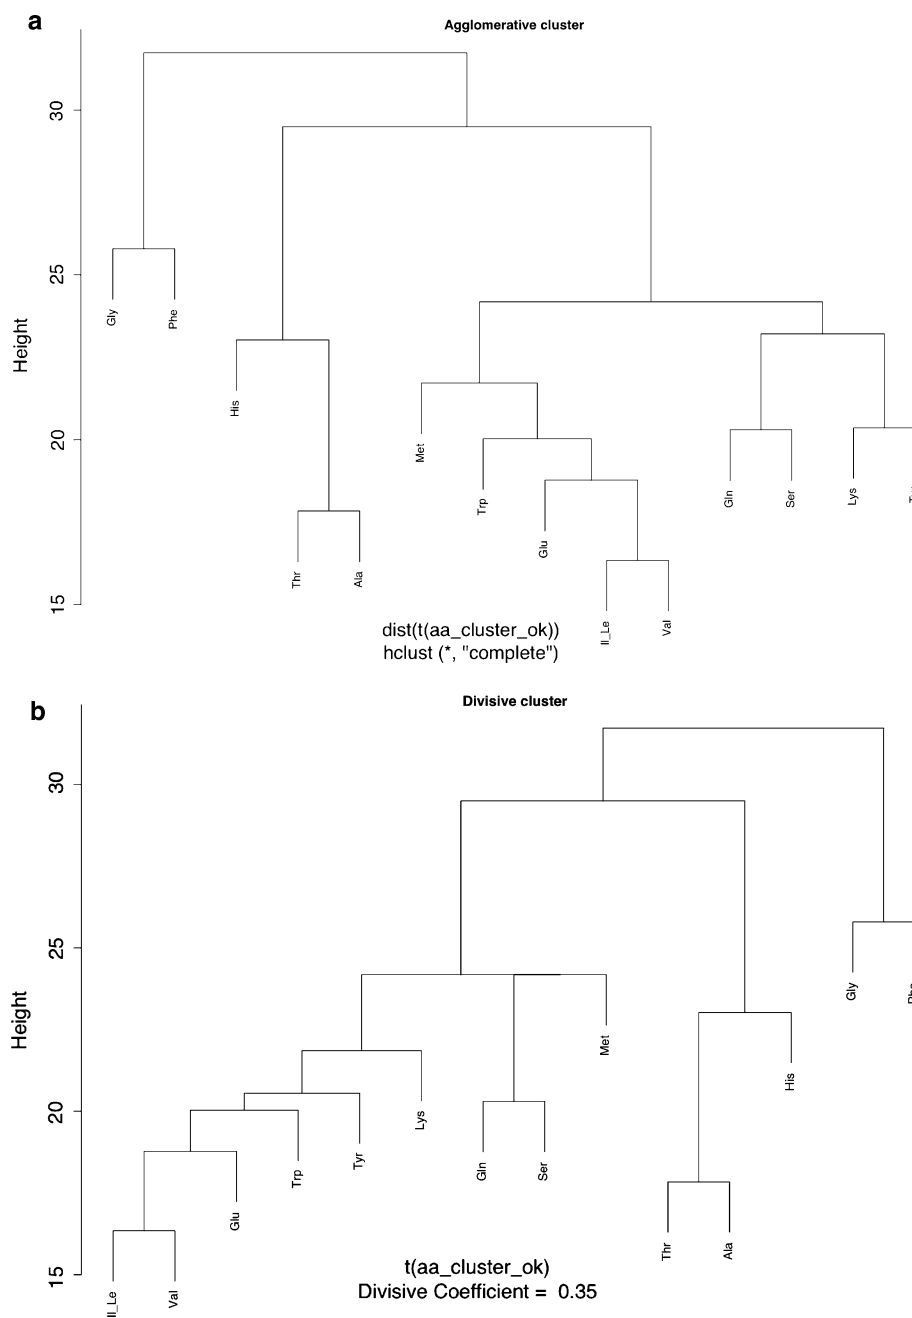 a
Agglomerative cluster
Height
30
25
20
15
Gly
Phe
His
Thr
Ala
Met
Trp
Glu
Il_Le
Val
Gln
Ser
Lys
dist(t(aa_cluster_ok))
hclust (*, "complete")
b
Divisive cluster
Height
30
25
20
15
Il_Le
Val
Glu
Trp
Tyr
Lys
Gln
Ser
Met
Thr
Ala
His
Gly
t(aa_cluster_ok)
Divisive Coefficient = 0.35